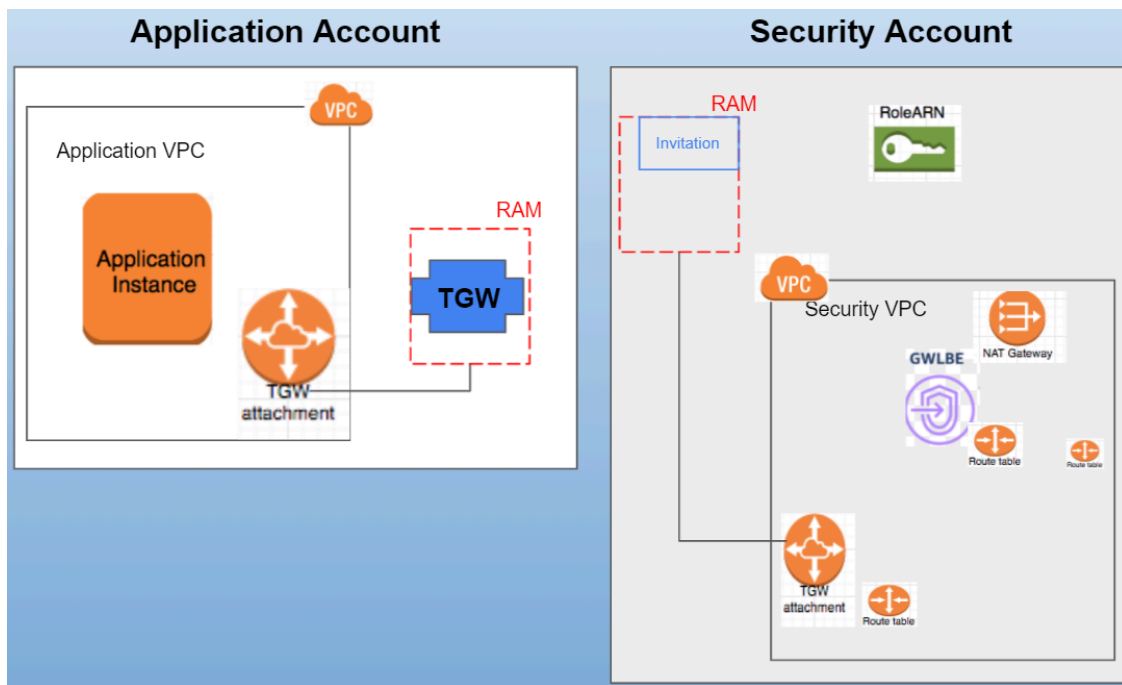 Application Account
Security Account
VPC
Application VPC
Application
Instance
TGW
attachment
RAM
TGW
RAM
Invitation
RoleARN
VPC
Security VPC
NAT Gateway
GWLBE
Route table
Route table
TGW
attachment
Route table